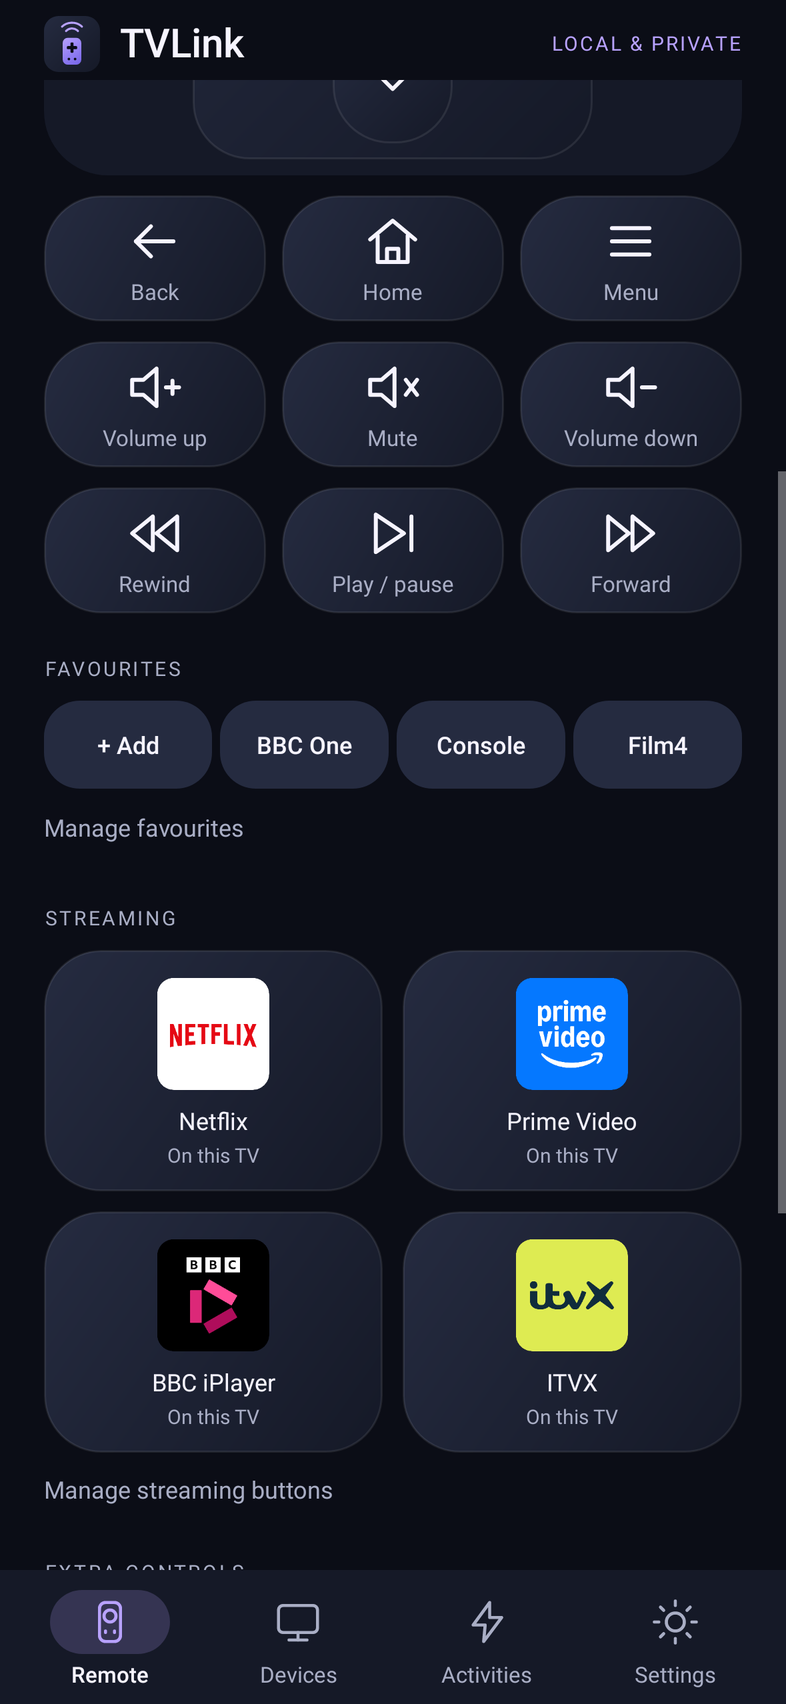 TVLink
LOCAL & PRIVATE
Back
Home
Menu
Volume up
Mute
Volume down
Rewind
Play / pause
Forward
FAVOURITES
+ Add
BBC One
Console
Film4
Manage favourites
STREAMING
NETFLIX
Netflix
On this TV
prime
video
Prime Video
On this TV
BBC
BBC iPlayer
On this TV
itvX
ITVX
On this TV
Manage streaming buttons
EXTRA CONTROLS
Remote
Devices
Activities
Settings